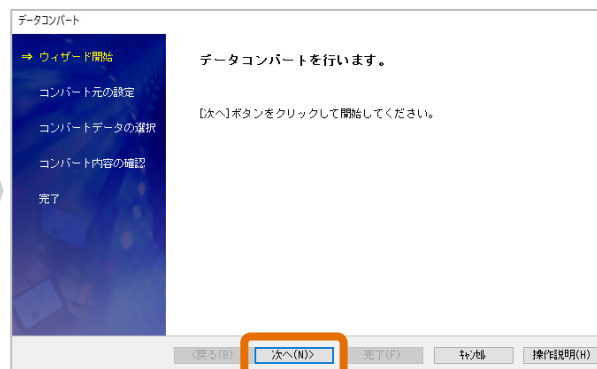 データコンバート
⇒ ウィザード開始
コンバート元の設定
コンバートデータの選択
コンバート内容の確認
完了
データコンバートを行います。
[次へ]ボタンをクリックして開始してください。
<戻る(B) 次へ(N)> 完了(F) ｷｬﾝｾﾙ 操作説明(H)